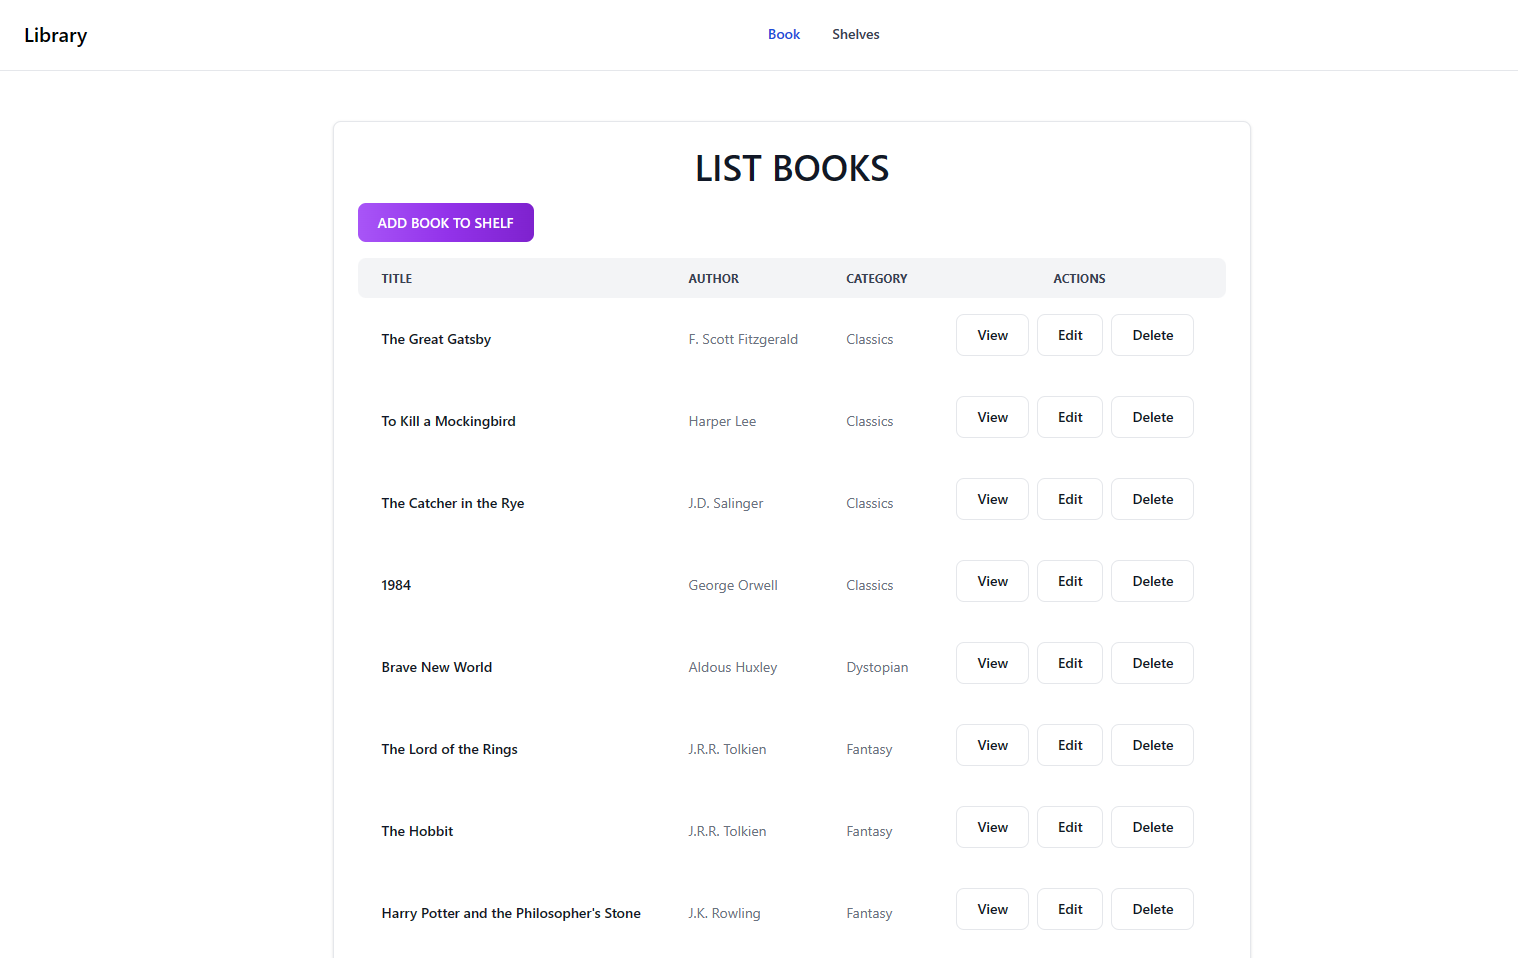 Library Book Shelves
LIST BOOKS
ADD BOOK TO SHELF
TITLE AUTHOR CATEGORY ACTIONS
The Great Gatsby F. Scott Fitzgerald Classics View Edit Delete
To Kill a Mockingbird Harper Lee Classics View Edit Delete
The Catcher in the Rye J.D. Salinger Classics View Edit Delete
1984 George Orwell Classics View Edit Delete
Brave New World Aldous Huxley Dystopian View Edit Delete
The Lord of the Rings J.R.R. Tolkien Fantasy View Edit Delete
The Hobbit J.R.R. Tolkien Fantasy View Edit Delete
Harry Potter and the Philosopher's Stone J.K. Rowling Fantasy View Edit Delete